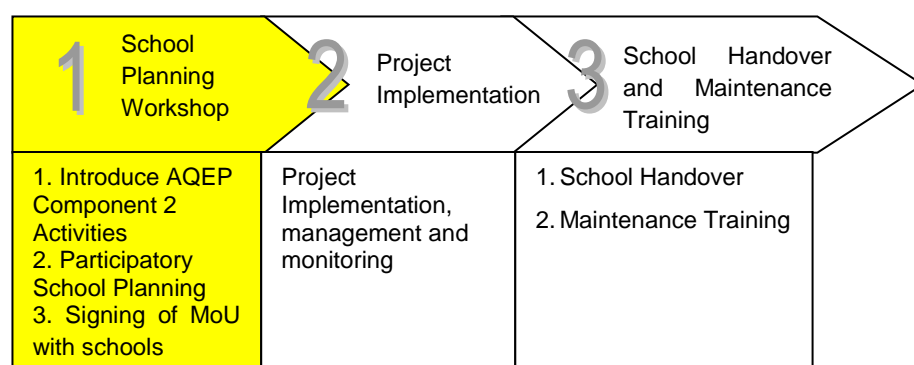 1
School
Planning
Workshop
2
Project
Implementation
3
School Handover
and Maintenance
Training
1. Introduce AQEP
Component 2
Activities
2. Participatory
School Planning
3. Signing of MoU
with schools
Project
Implementation,
management and
monitoring
1. School Handover
2. Maintenance Training